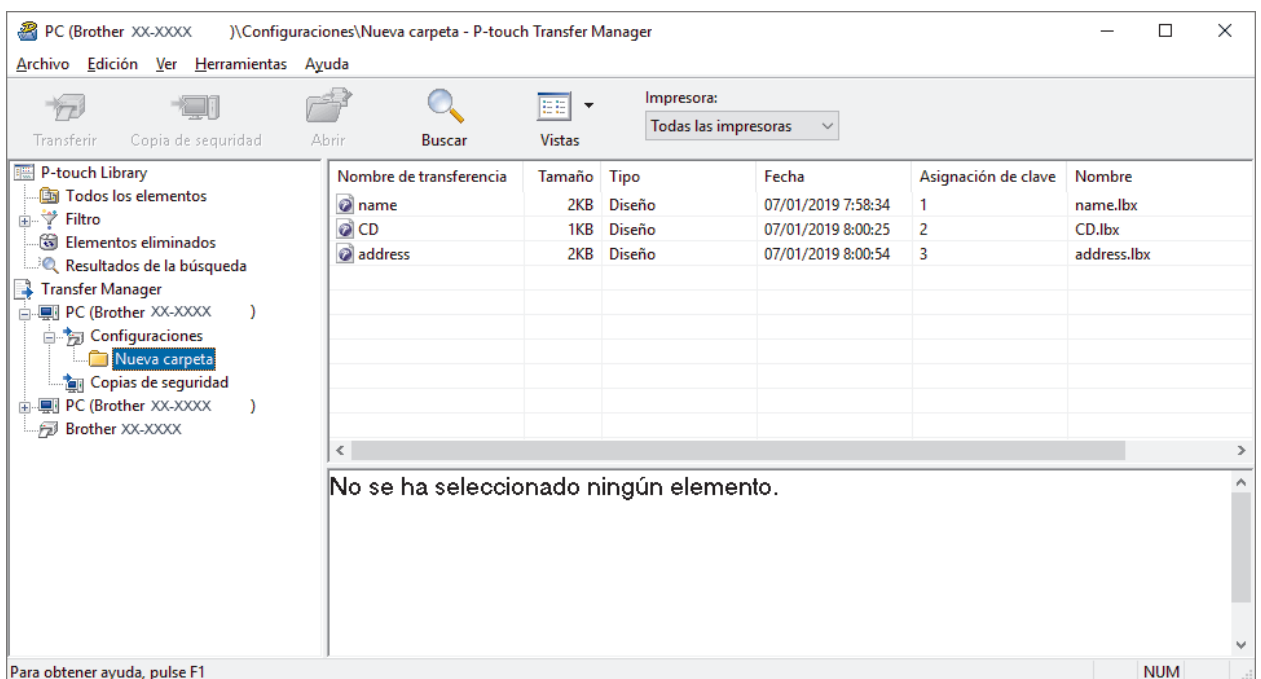 PC (Brother XX-XXXX )\Configuraciones\Nueva carpeta - P-touch Transfer Manager
Archivo Edición Ver Herramientas Ayuda
Transferir Copia de seguridad Abrir Buscar Vistas
Impresora:
Todas las impresoras
P-touch Library
Todos los elementos
Filtro
Elementos eliminados
Resultados de la búsqueda
Transfer Manager
PC (Brother XX-XXXX )
Configuraciones
Nueva carpeta
Copias de seguridad
PC (Brother XX-XXXX )
Brother XX-XXXX
Nombre de transferencia Tamaño Tipo Fecha Asignación de clave Nombre
name 2KB Diseño 07/01/2019 7:58:34 1 name.lbx
CD 1KB Diseño 07/01/2019 8:00:25 2 CD.lbx
address 2KB Diseño 07/01/2019 8:00:54 3 address.lbx
No se ha seleccionado ningún elemento.
Para obtener ayuda, pulse F1 NUM